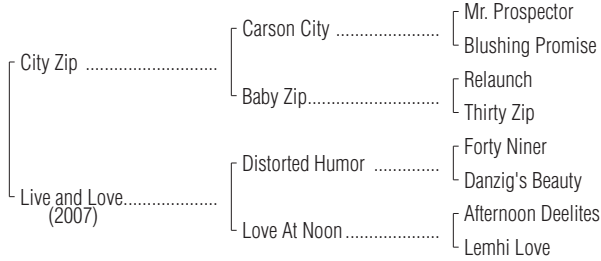 Mr. Prospector
Carson City ....................
Blushing Promise
City Zip .........................
Relaunch
Baby Zip.........................
Thirty Zip
Forty Niner
Distorted Humor .............
Danzig's Beauty
Live and Love..................
(2007)
Afternoon Deelites
Love At Noon..................
Lemhi Love